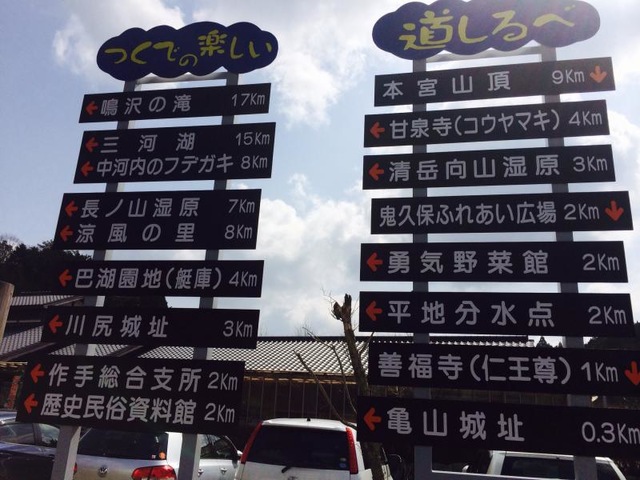 つくでの楽しい
← 鳴沢の滝 17Km
← 三河湖 15Km
← 中河内のフデガキ 8Km
← 長ノ山湿原 7Km
← 涼風の里 8Km
← 巴湖園地(艇庫) 4Km
← 川尻城址 3Km
← 作手総合支所 2Km
← 歴史民俗資料館 2Km
道しるべ
本宮山頂 9Km ↓
← 甘泉寺(コウヤマキ) 4Km
← 清岳向山湿原 3Km
鬼久保ふれあい広場 2Km ↓
← 勇気野菜館 2Km
← 平地分水点 2Km
善福寺(仁王尊) 1Km ↓
← 亀山城址 0.3Km